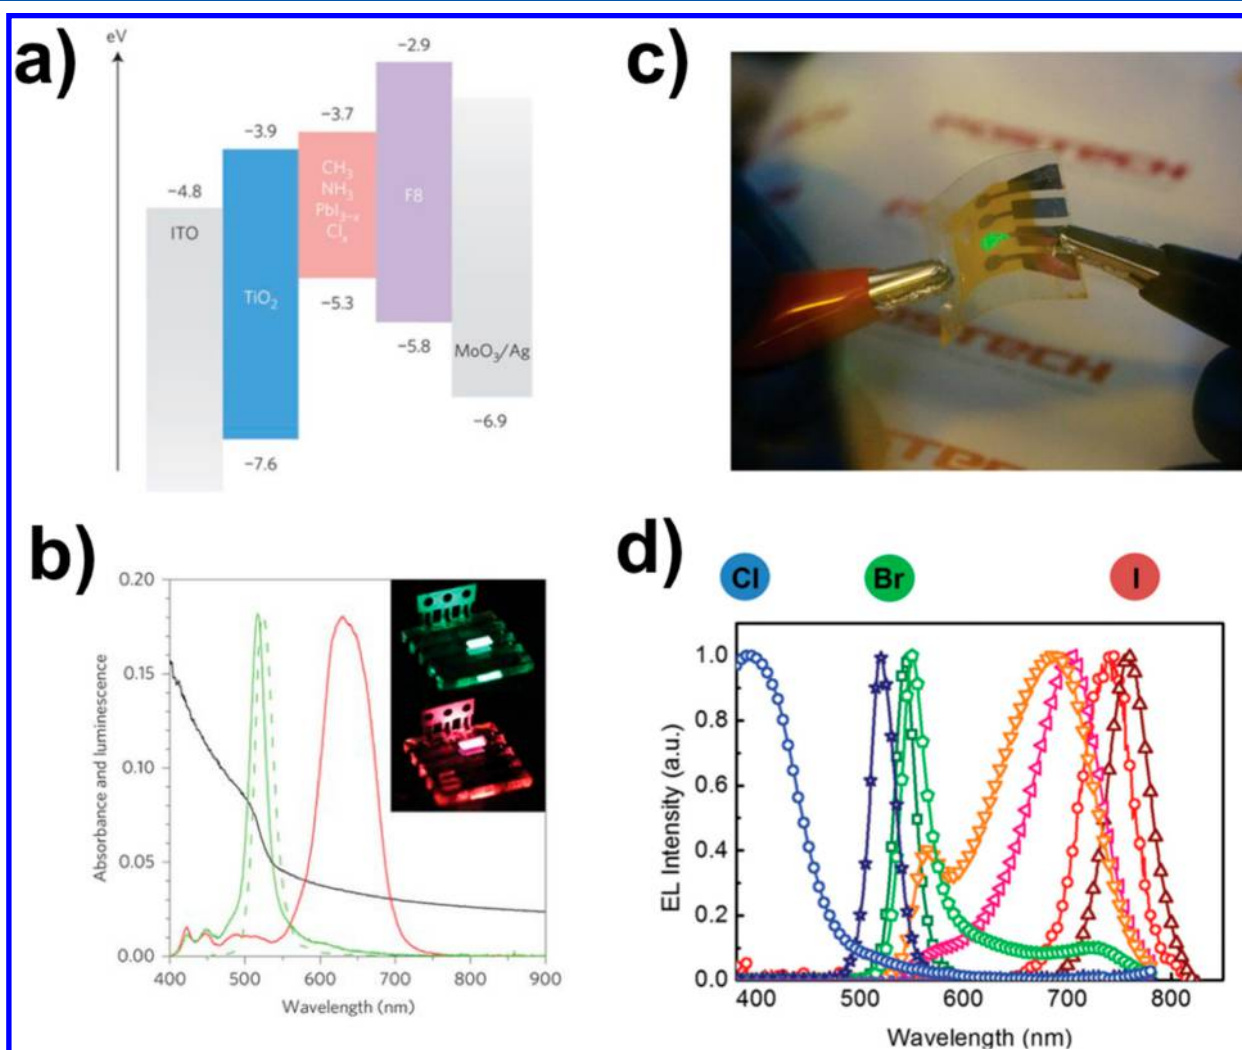 a)
eV
−2.9
−3.7
−3.9
−4.8
CH₃
NH₃
PbI₃₋ₓ
Clₓ
F8
ITO
TiO₂
−5.3
−5.8
MoO₃/Ag
−6.9
−7.6
c)
POSTECH
POSTECH
b)
0.20
0.15
0.10
0.05
0.00
Absorbance and luminescence
400 500 600 700 800 900
Wavelength (nm)
d)
Cl Br I
1.0
0.8
0.6
0.4
0.2
0.0
EL Intensity (a.u.)
400 500 600 700 800
Wavelength (nm)